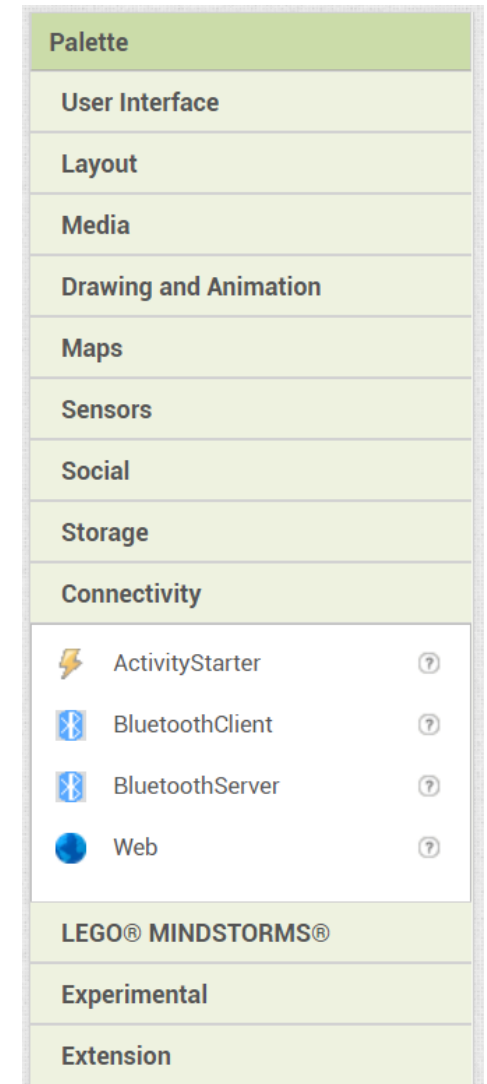 Palette
User Interface
Layout
Media
Drawing and Animation
Maps
Sensors
Social
Storage
Connectivity
ActivityStarter ?
BluetoothClient ?
BluetoothServer ?
Web ?
LEGO® MINDSTORMS®
Experimental
Extension